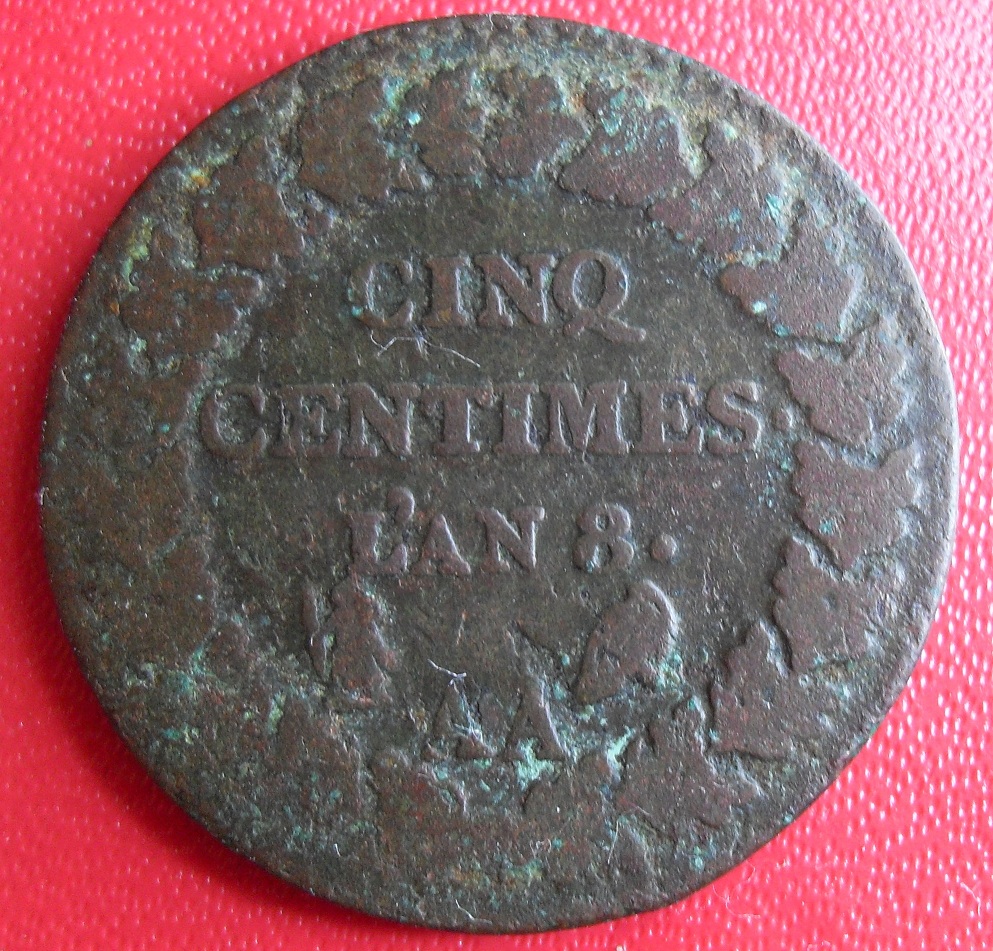 CINQ
CENTIMES.
L'AN 8.
AA